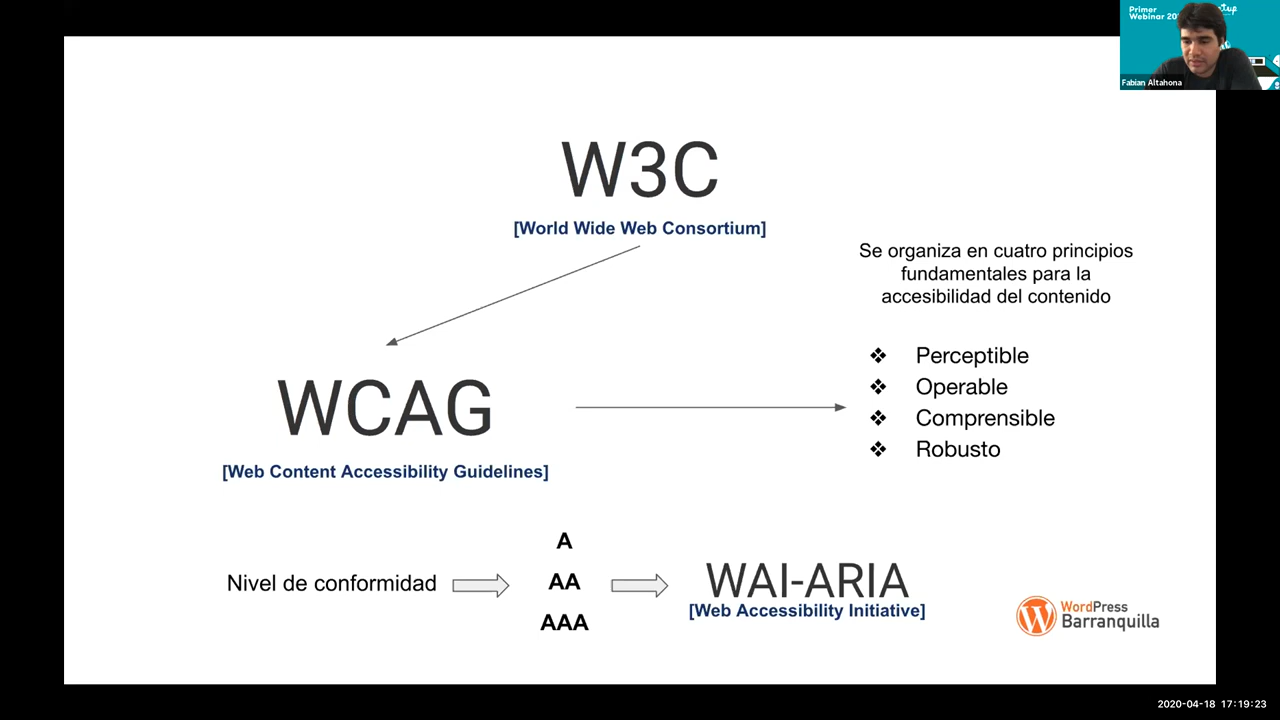 Primer
Webinar 20
Fabian Altahona
W3C
[World Wide Web Consortium]
Se organiza en cuatro principios
fundamentales para la
accesibilidad del contenido
❖ Perceptible
❖ Operable
❖ Comprensible
❖ Robusto
WCAG
[Web Content Accessibility Guidelines]
Nivel de conformidad
A
AA
AAA
WAI-ARIA
[Web Accessibility Initiative]
WordPress
Barranquilla
2020-04-18 17:19:23